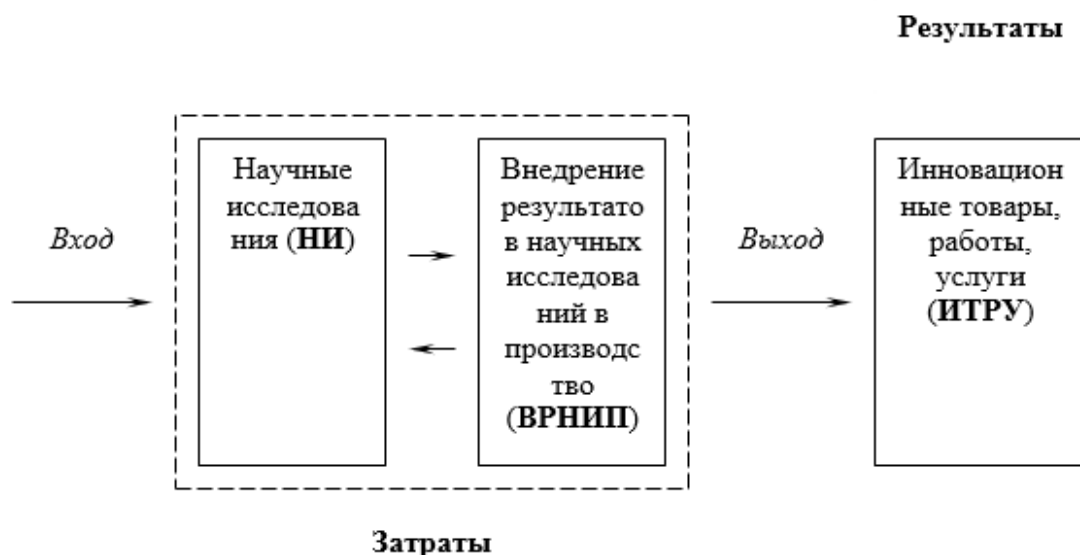 Результаты
Вход
Научные
исследова
ния (НИ)
Внедрение
результато
в научных
исследова
ний в
производс
тво
(ВРНИП)
Выход
Инновацион
ные товары,
работы,
услуги
(ИТРУ)
Затраты